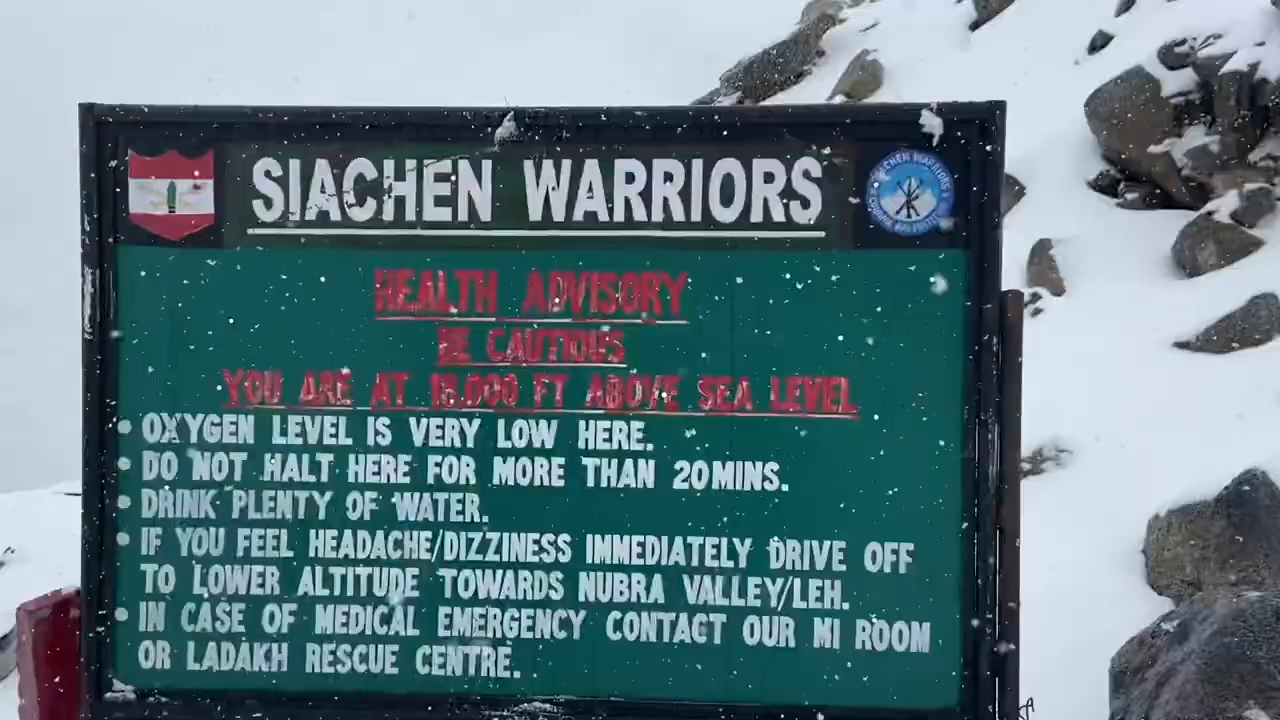 SIACHEN WARRIORS
HEALTH ADVISORY
BE CAUTIOUS
YOU ARE AT 18,000 FT ABOVE SEA LEVEL
• OXYGEN LEVEL IS VERY LOW HERE.
• DO NOT HALT HERE FOR MORE THAN 20MINS.
• DRINK PLENTY OF WATER.
• IF YOU FEEL HEADACHE/DIZZINESS IMMEDIATELY DRIVE OFF
TO LOWER ALTITUDE TOWARDS NUBRA VALLEY/LEH.
• IN CASE OF MEDICAL EMERGENCY CONTACT OUR MI ROOM
OR LADAKH RESCUE CENTRE.